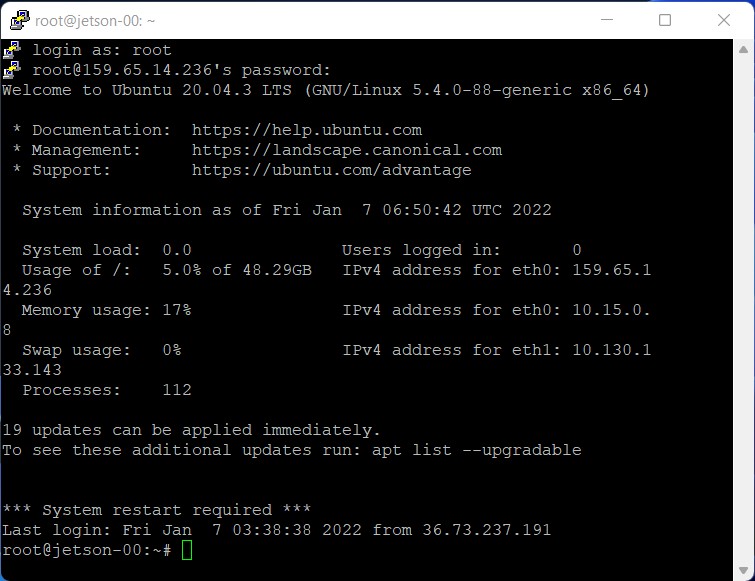 root@jetson-00: ~
login as: root
root@159.65.14.236's password:
Welcome to Ubuntu 20.04.3 LTS (GNU/Linux 5.4.0-88-generic x86_64)
* Documentation:  https://help.ubuntu.com
* Management:     https://landscape.canonical.com
* Support:        https://ubuntu.com/advantage
System information as of Fri Jan  7 06:50:42 UTC 2022
System load:  0.0               Users logged in:       0
Usage of /:   5.0% of 48.29GB   IPv4 address for eth0: 159.65.1
4.236
Memory usage: 17%               IPv4 address for eth0: 10.15.0.
8
Swap usage:   0%                IPv4 address for eth1: 10.130.1
33.143
Processes:    112
19 updates can be applied immediately.
To see these additional updates run: apt list --upgradable
*** System restart required ***
Last login: Fri Jan  7 03:38:38 2022 from 36.73.237.191
root@jetson-00:~#